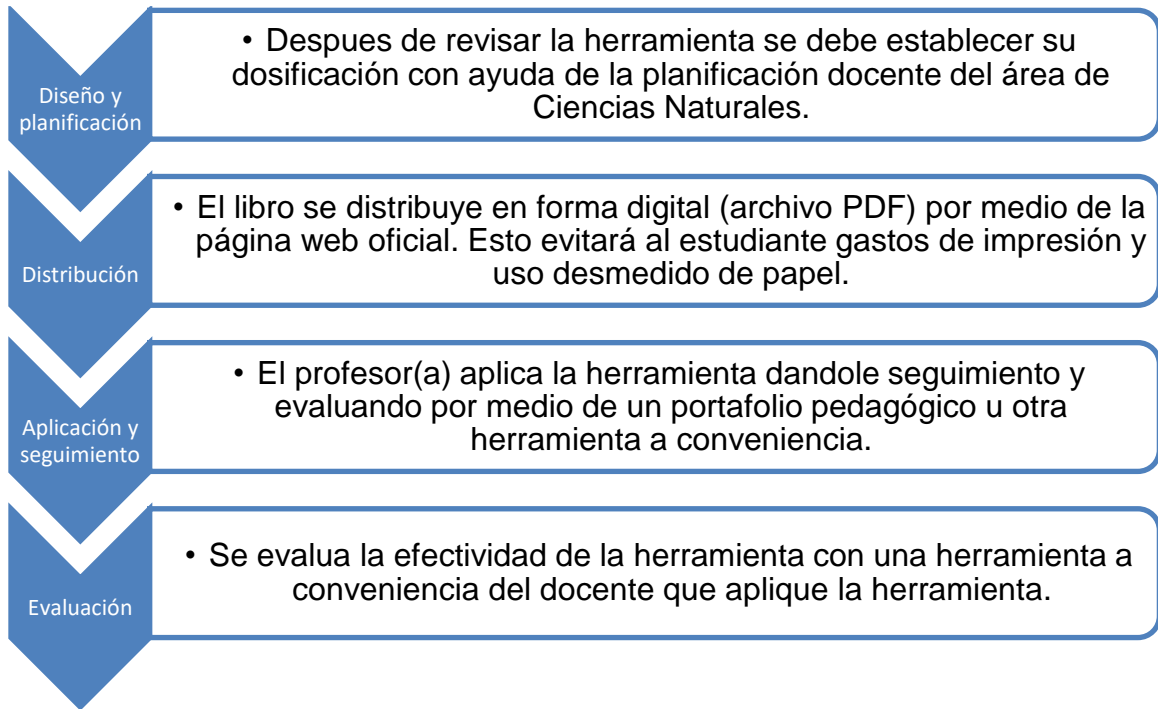 Diseño y
planificación
• Despues de revisar la herramienta se debe establecer su
dosificación con ayuda de la planificación docente del área de
Ciencias Naturales.
Distribución
• El libro se distribuye en forma digital (archivo PDF) por medio de la
página web oficial. Esto evitará al estudiante gastos de impresión y
uso desmedido de papel.
Aplicación y
seguimiento
• El profesor(a) aplica la herramienta dandole seguimiento y
evaluando por medio de un portafolio pedagógico u otra
herramienta a conveniencia.
Evaluación
• Se evalua la efectividad de la herramienta con una herramienta a
conveniencia del docente que aplique la herramienta.